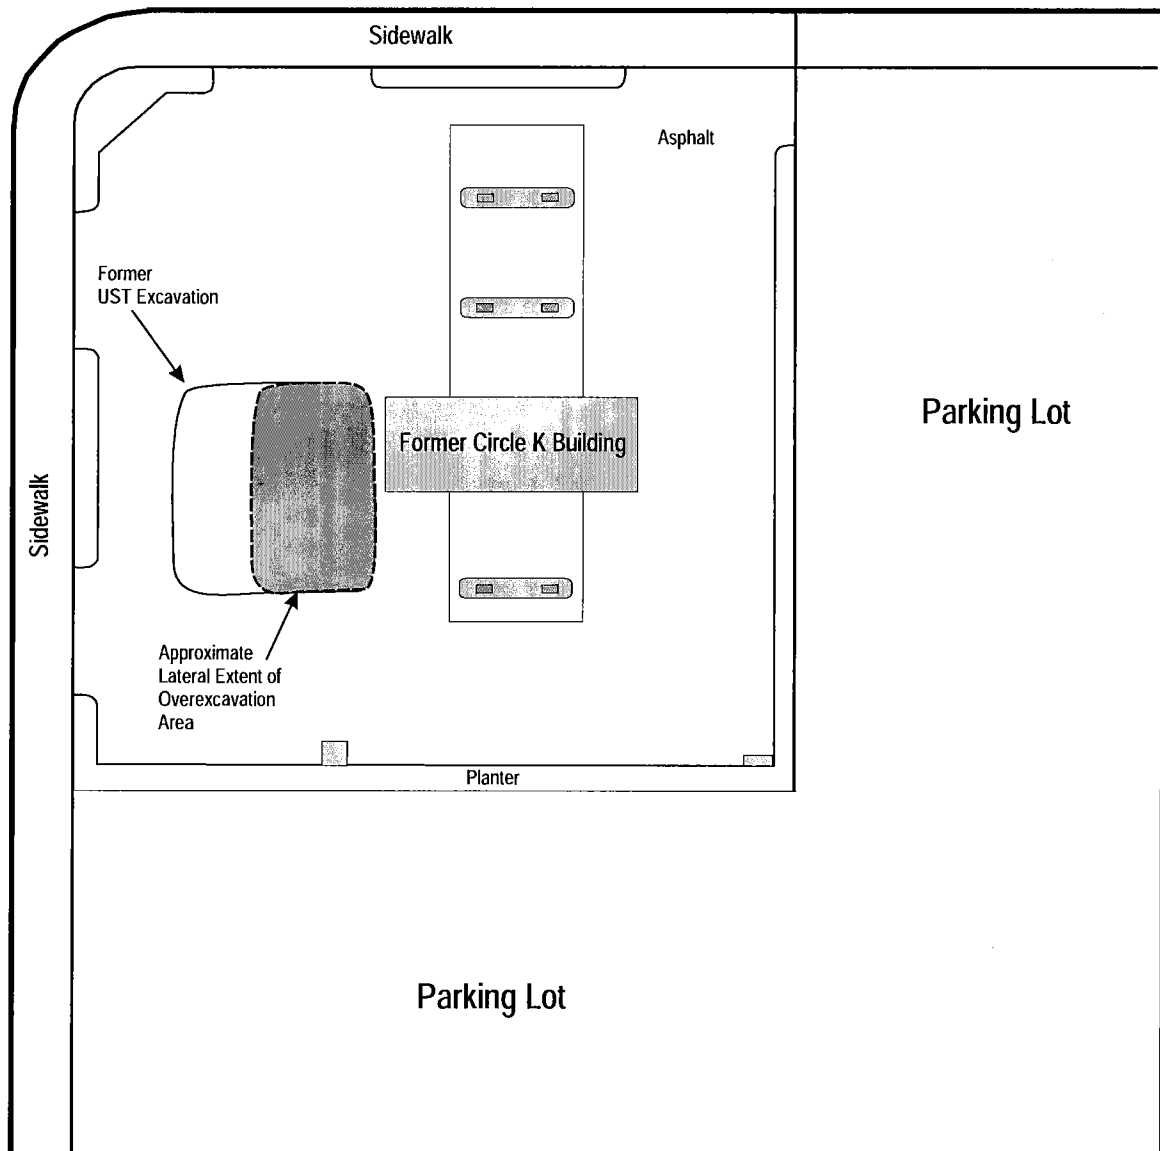 Sidewalk
Asphalt
Former
UST Excavation
Parking Lot
Former Circle K Building
Sidewalk
Approximate
Lateral Extent of
Overexcavation
Area
Planter
Parking Lot